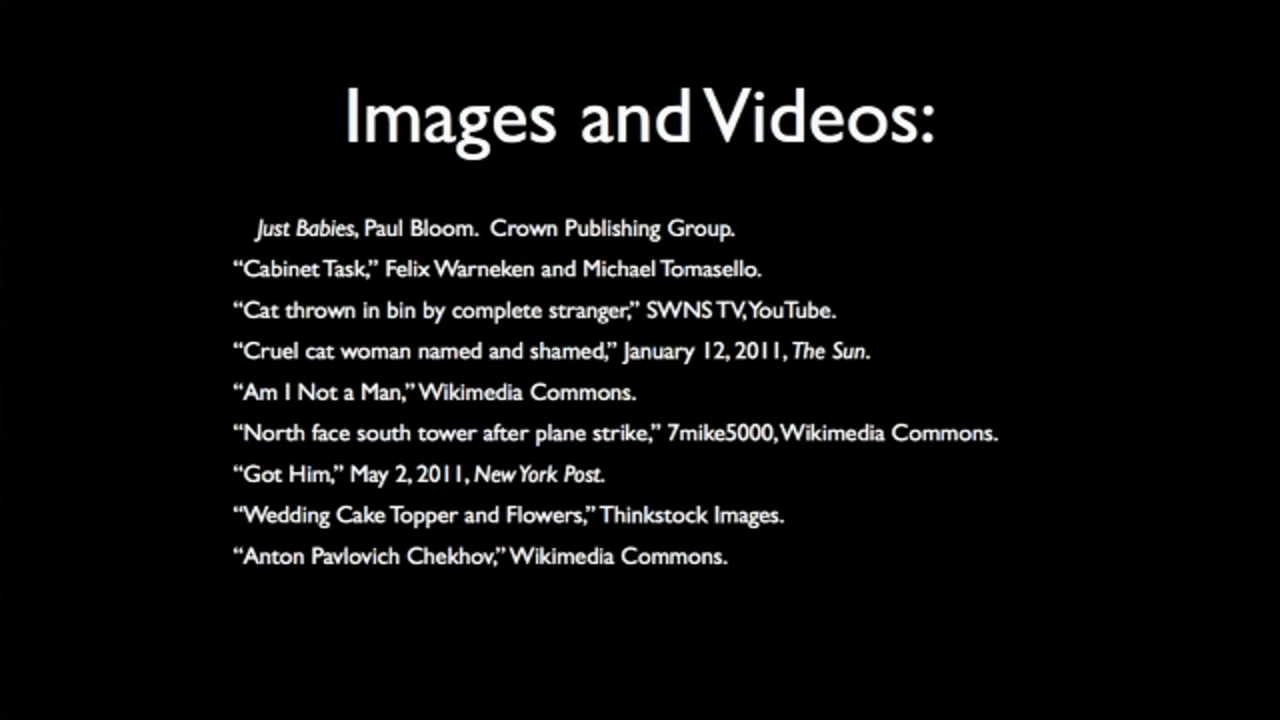 Images and Videos:
Just Babies, Paul Bloom. Crown Publishing Group.
“Cabinet Task,” Felix Warneken and Michael Tomasello.
“Cat thrown in bin by complete stranger,” SWNS TV, YouTube.
“Cruel cat woman named and shamed,” January 12, 2011, The Sun.
“Am I Not a Man,” Wikimedia Commons.
“North face south tower after plane strike,” 7mike5000, Wikimedia Commons.
“Got Him,” May 2, 2011, New York Post.
“Wedding Cake Topper and Flowers,” Thinkstock Images.
“Anton Pavlovich Chekhov,” Wikimedia Commons.